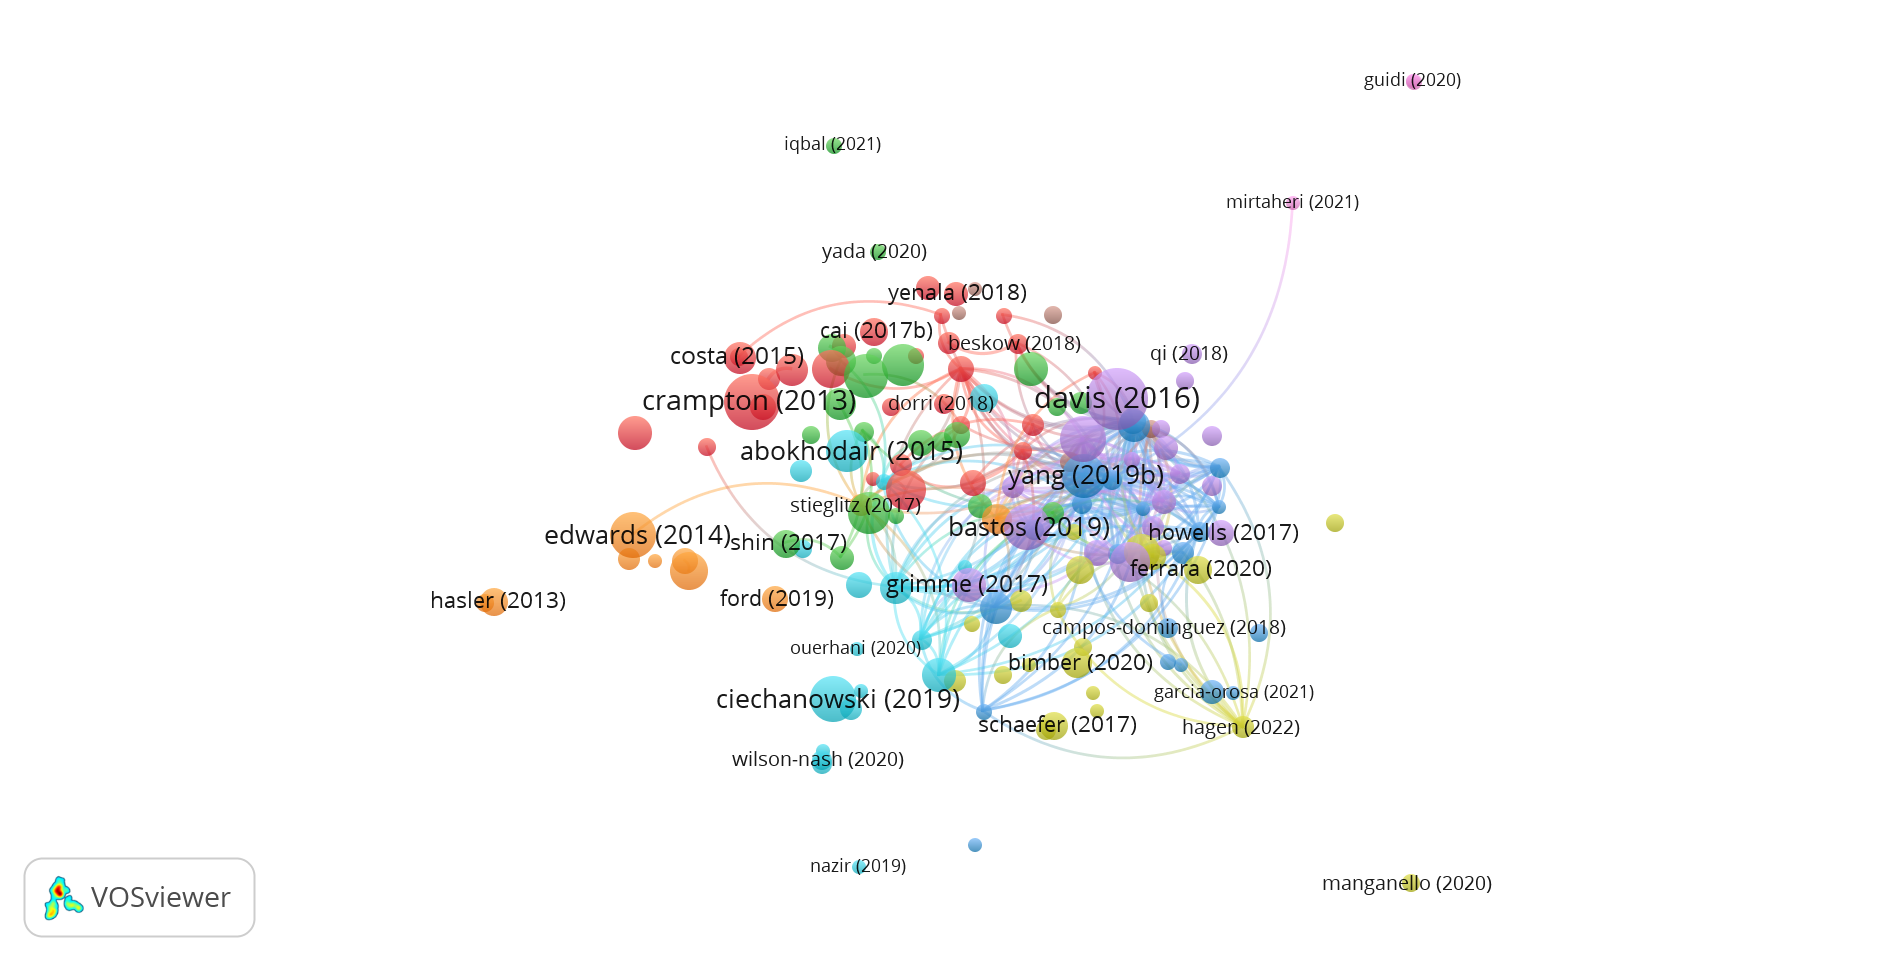 guidi (2020)
iqbal (2021)
mirtaheri (2021)
yada (2020)
yenala (2018)
cai (2017b)
beskow (2018)
costa (2015)
qi (2018)
crampton (2013)
dorri (2018)
davis (2016)
abokhodair (2015)
yang (2019b)
stieglitz (2017)
edwards (2014)
shin (2017)
bastos (2019)
howells (2017)
ferrara (2020)
grimme (2017)
hasler (2013)
ford (2019)
campos-dominguez (2018)
ouerhani (2020)
bimber (2020)
ciechanowski (2019)
garcia-orosa (2021)
schaefer (2017)
hagen (2022)
wilson-nash (2020)
nazir (2019)
manganello (2020)
VOSviewer